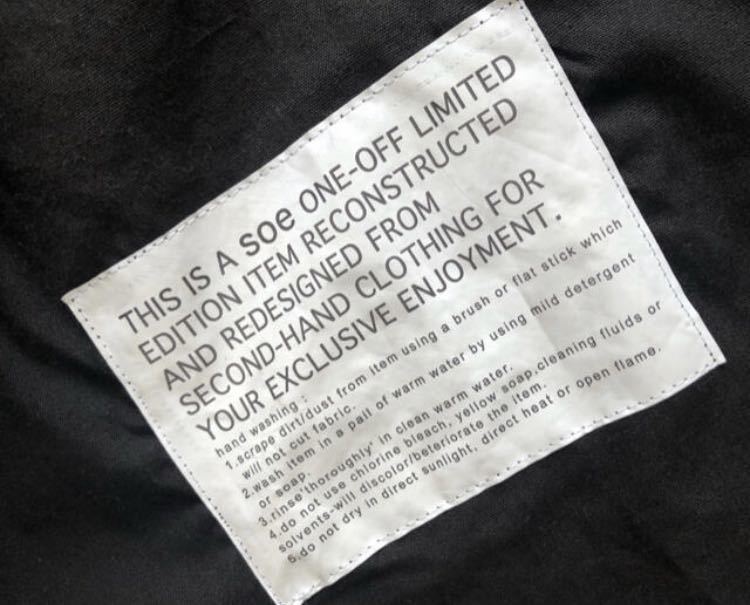 THIS IS A soe ONE-OFF LIMITED
EDITION ITEM RECONSTRUCTED
AND REDESIGNED FROM
SECOND-HAND CLOTHING FOR
YOUR EXCLUSIVE ENJOYMENT.
hand washing :
1.scrape dirt/dust from item using a brush or flat stick which
will not cut fabric.
2.wash item in a pail of warm water by using mild detergent
or soap.
3.rinse'thoroughly' in clean warm water.
4.do not use chlorine bleach, yellow soap.cleaning fluids or
solvents-will discolor/beteriorate the item.
5.do not dry in direct sunlight, direct heat or open flame.